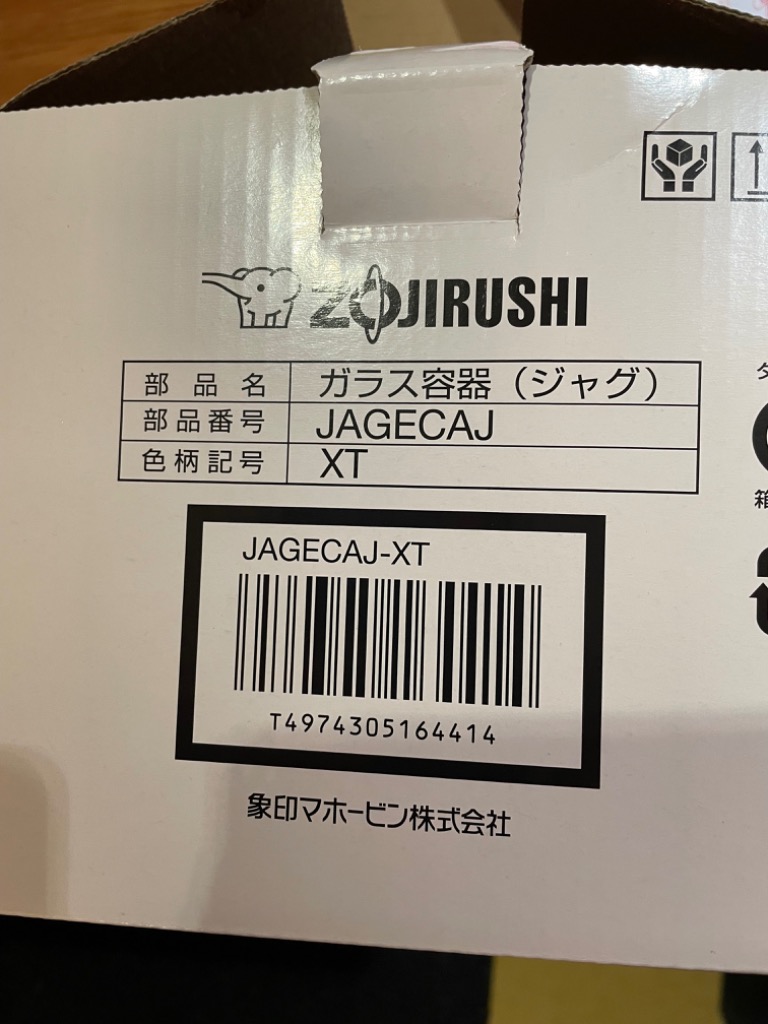 ZOJIRUSHI
部品名 ガラス容器（ジャグ）
部品番号 JAGECAJ
色柄記号 XT
JAGECAJ-XT
T4974305164414
象印マホービン株式会社
箱